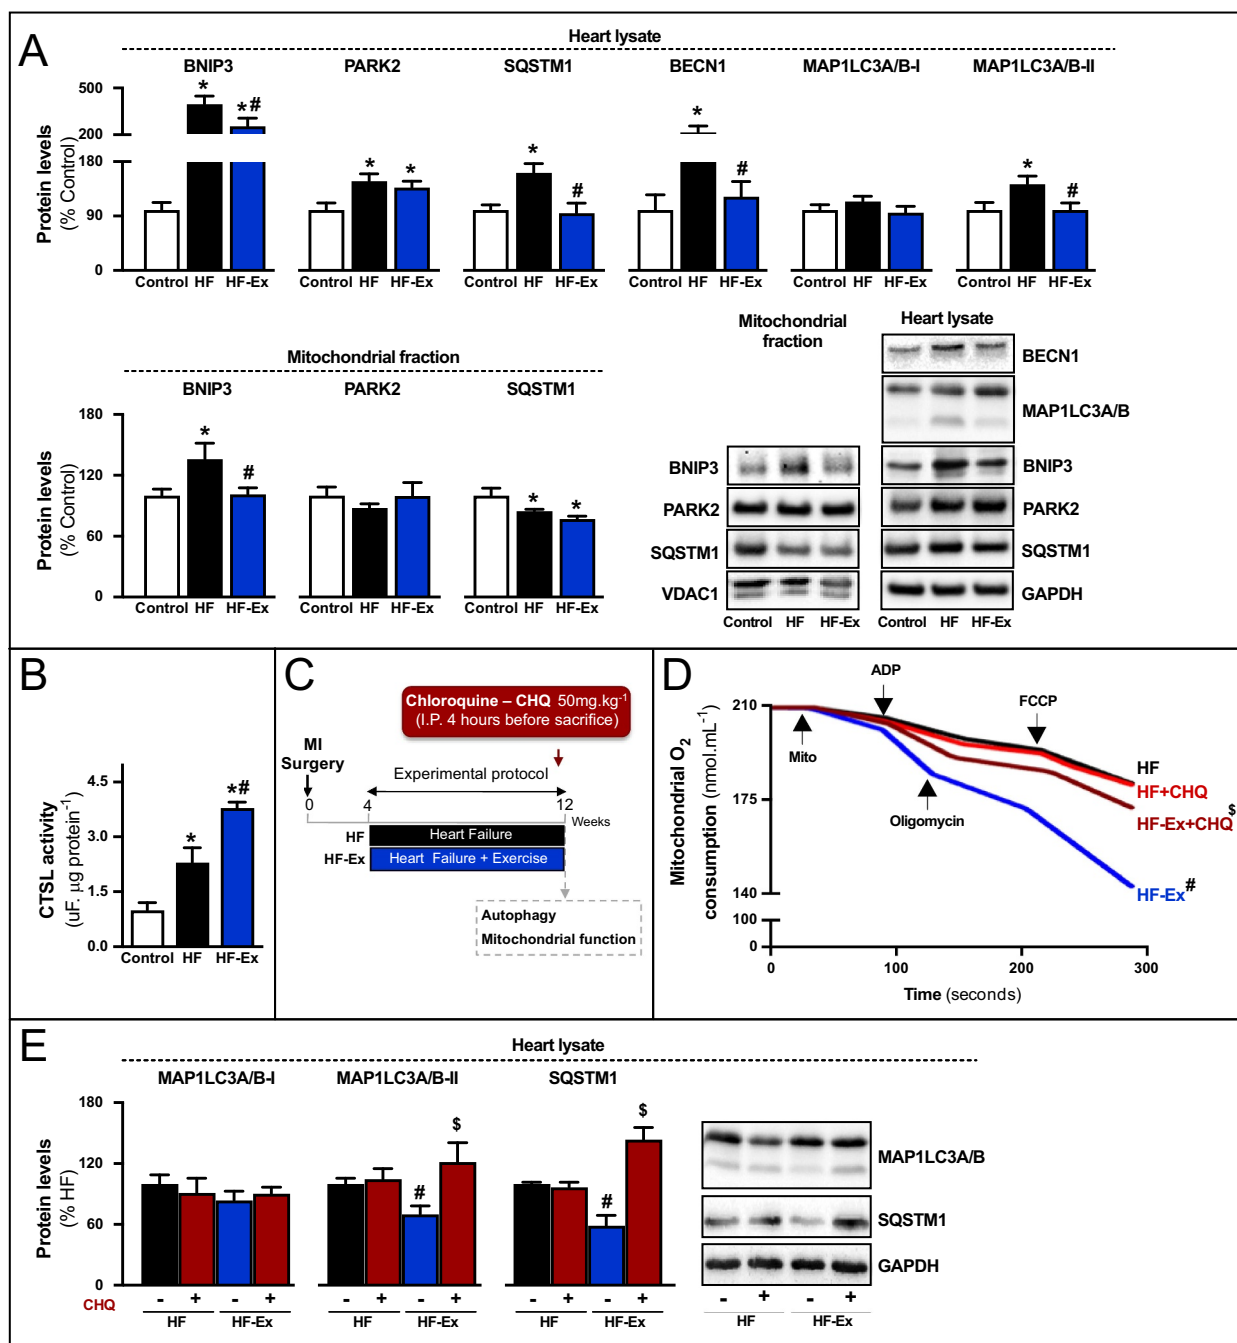 A
Heart lysate
BNIP3 PARK2 SQSTM1 BECN1 MAP1LC3A/B-I MAP1LC3A/B-II
Protein levels
(% Control)
500
200
180
90
0
* *# * * * # * # * #
Control HF HF-Ex Control HF HF-Ex Control HF HF-Ex Control HF HF-Ex Control HF HF-Ex Control HF HF-Ex
Mitochondrial fraction
BNIP3 PARK2 SQSTM1
Protein levels
(% Control)
180
120
60
0
* # * *
Control HF HF-Ex Control HF HF-Ex Control HF HF-Ex
Mitochondrial
fraction
BNIP3
PARK2
SQSTM1
VDAC1
Control HF HF-Ex
Heart lysate
BECN1
MAP1LC3A/B
BNIP3
PARK2
SQSTM1
GAPDH
Control HF HF-Ex
B
CTSL activity
(uF. µg protein⁻¹)
4.5
3.0
1.5
0.0
* *#
Control HF HF-Ex
C
Chloroquine – CHQ 50mg.kg⁻¹
(I.P. 4 hours before sacrifice)
MI
Surgery
Experimental protocol
0 4 12
Weeks
HF Heart Failure
HF-Ex Heart Failure + Exercise
Autophagy
Mitochondrial function
D
Mitochondrial O₂
consumption (nmol.mL⁻¹)
210
175
140
100
0
Mito
ADP
Oligomycin
FCCP
HF
HF+CHQ
HF-Ex+CHQ$
HF-Ex#
0 100 200 300
Time (seconds)
E
Heart lysate
MAP1LC3A/B-I MAP1LC3A/B-II SQSTM1
Protein levels
(% HF)
180
120
60
0
# $ # $
CHQ - + - + - + - + - + - +
HF HF-Ex HF HF-Ex HF HF-Ex
MAP1LC3A/B
SQSTM1
GAPDH
- + - +
HF HF-Ex